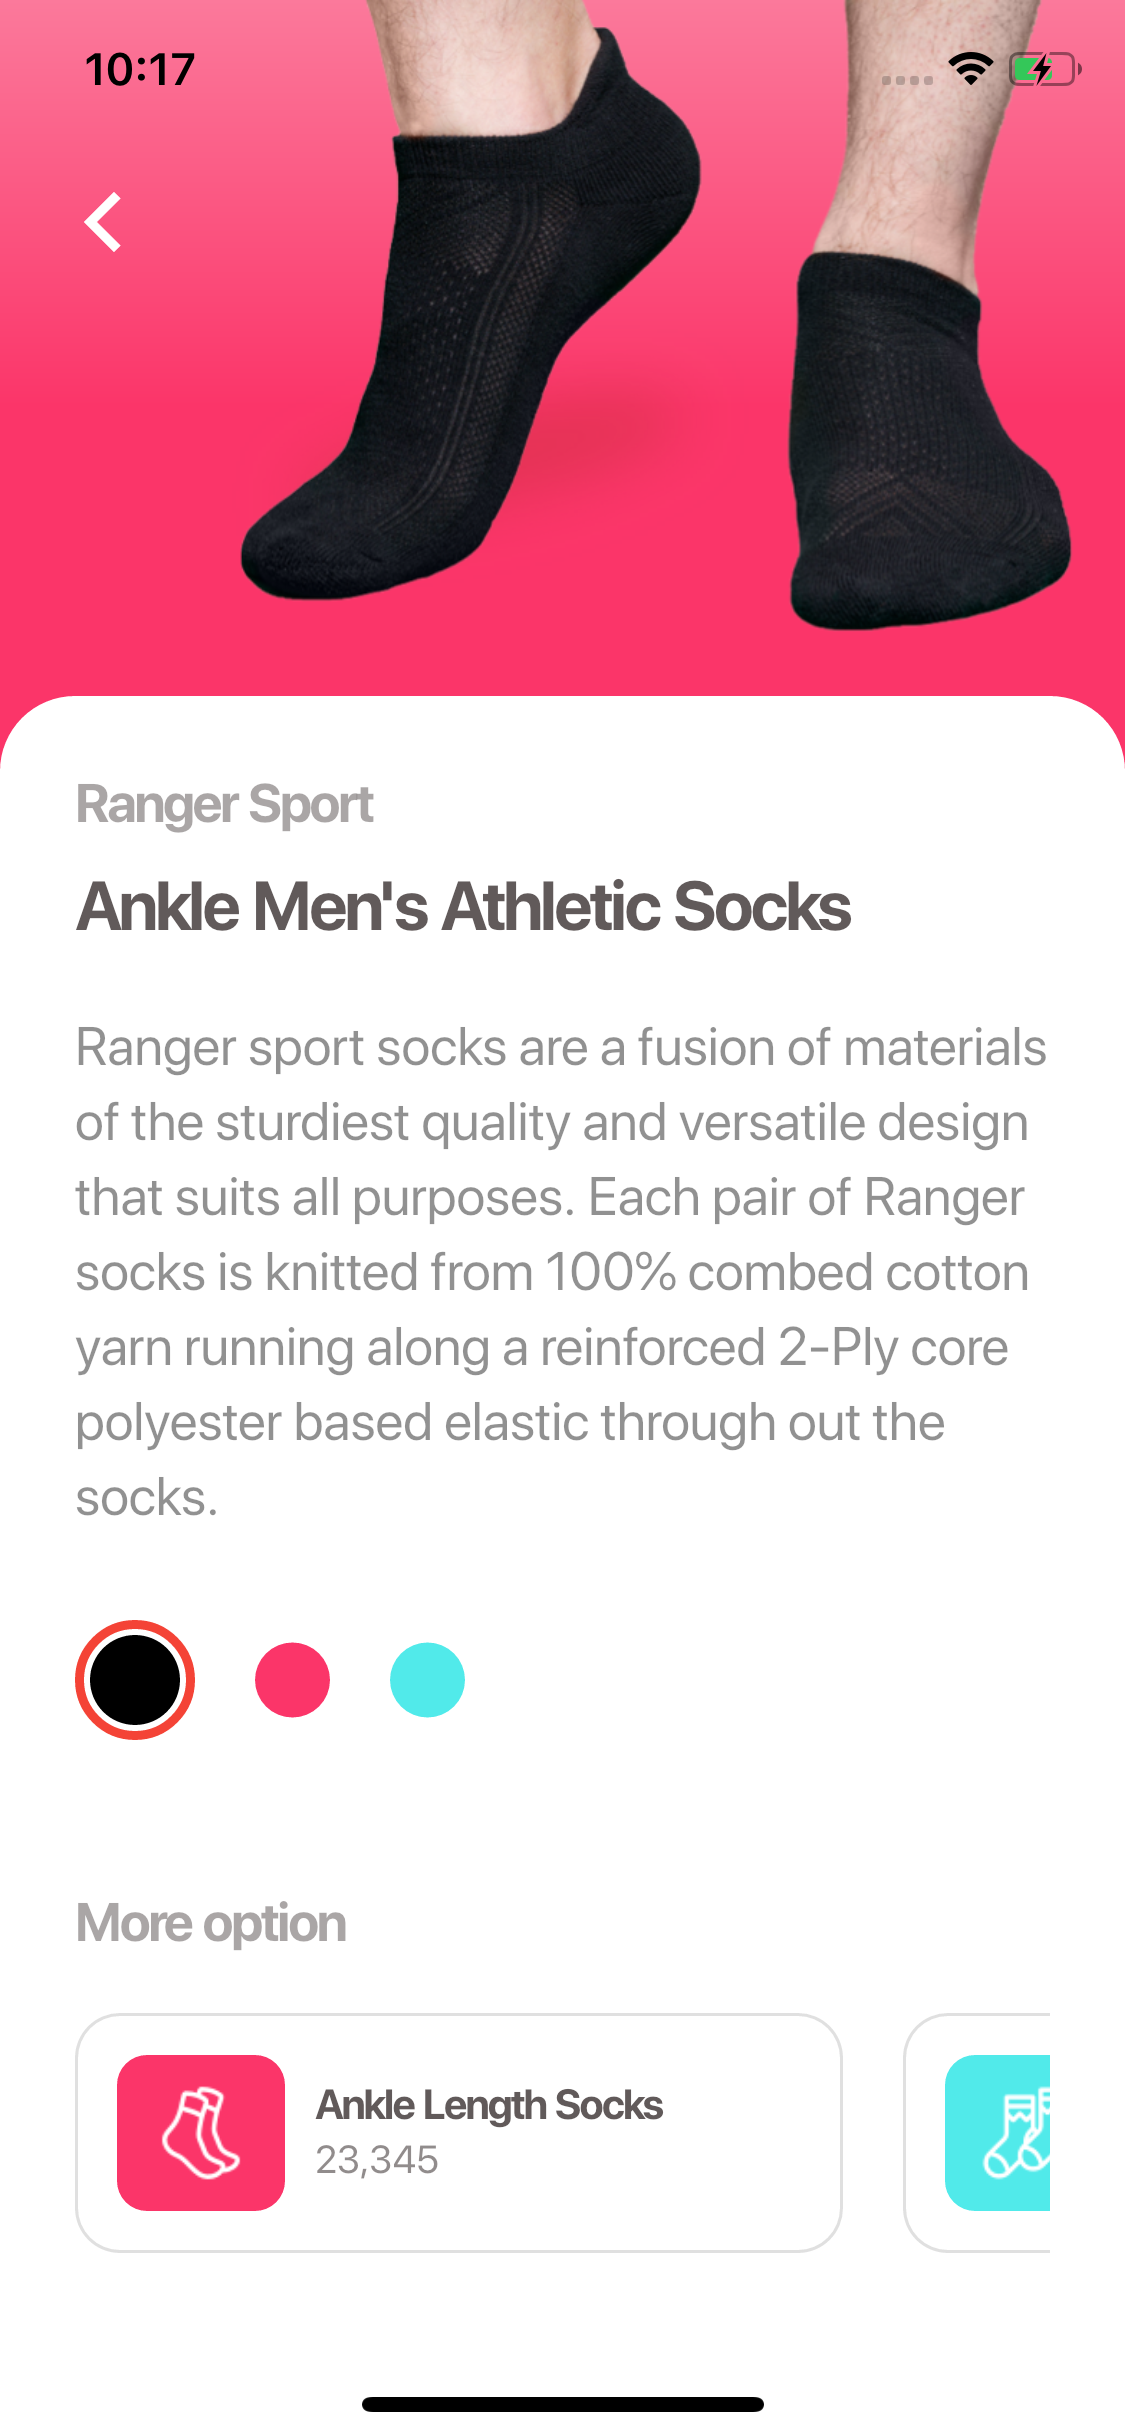 10:17
Ranger Sport
Ankle Men's Athletic Socks
Ranger sport socks are a fusion of materials
of the sturdiest quality and versatile design
that suits all purposes. Each pair of Ranger
socks is knitted from 100% combed cotton
yarn running along a reinforced 2-Ply core
polyester based elastic through out the
socks.
More option
Ankle Length Socks
23,345